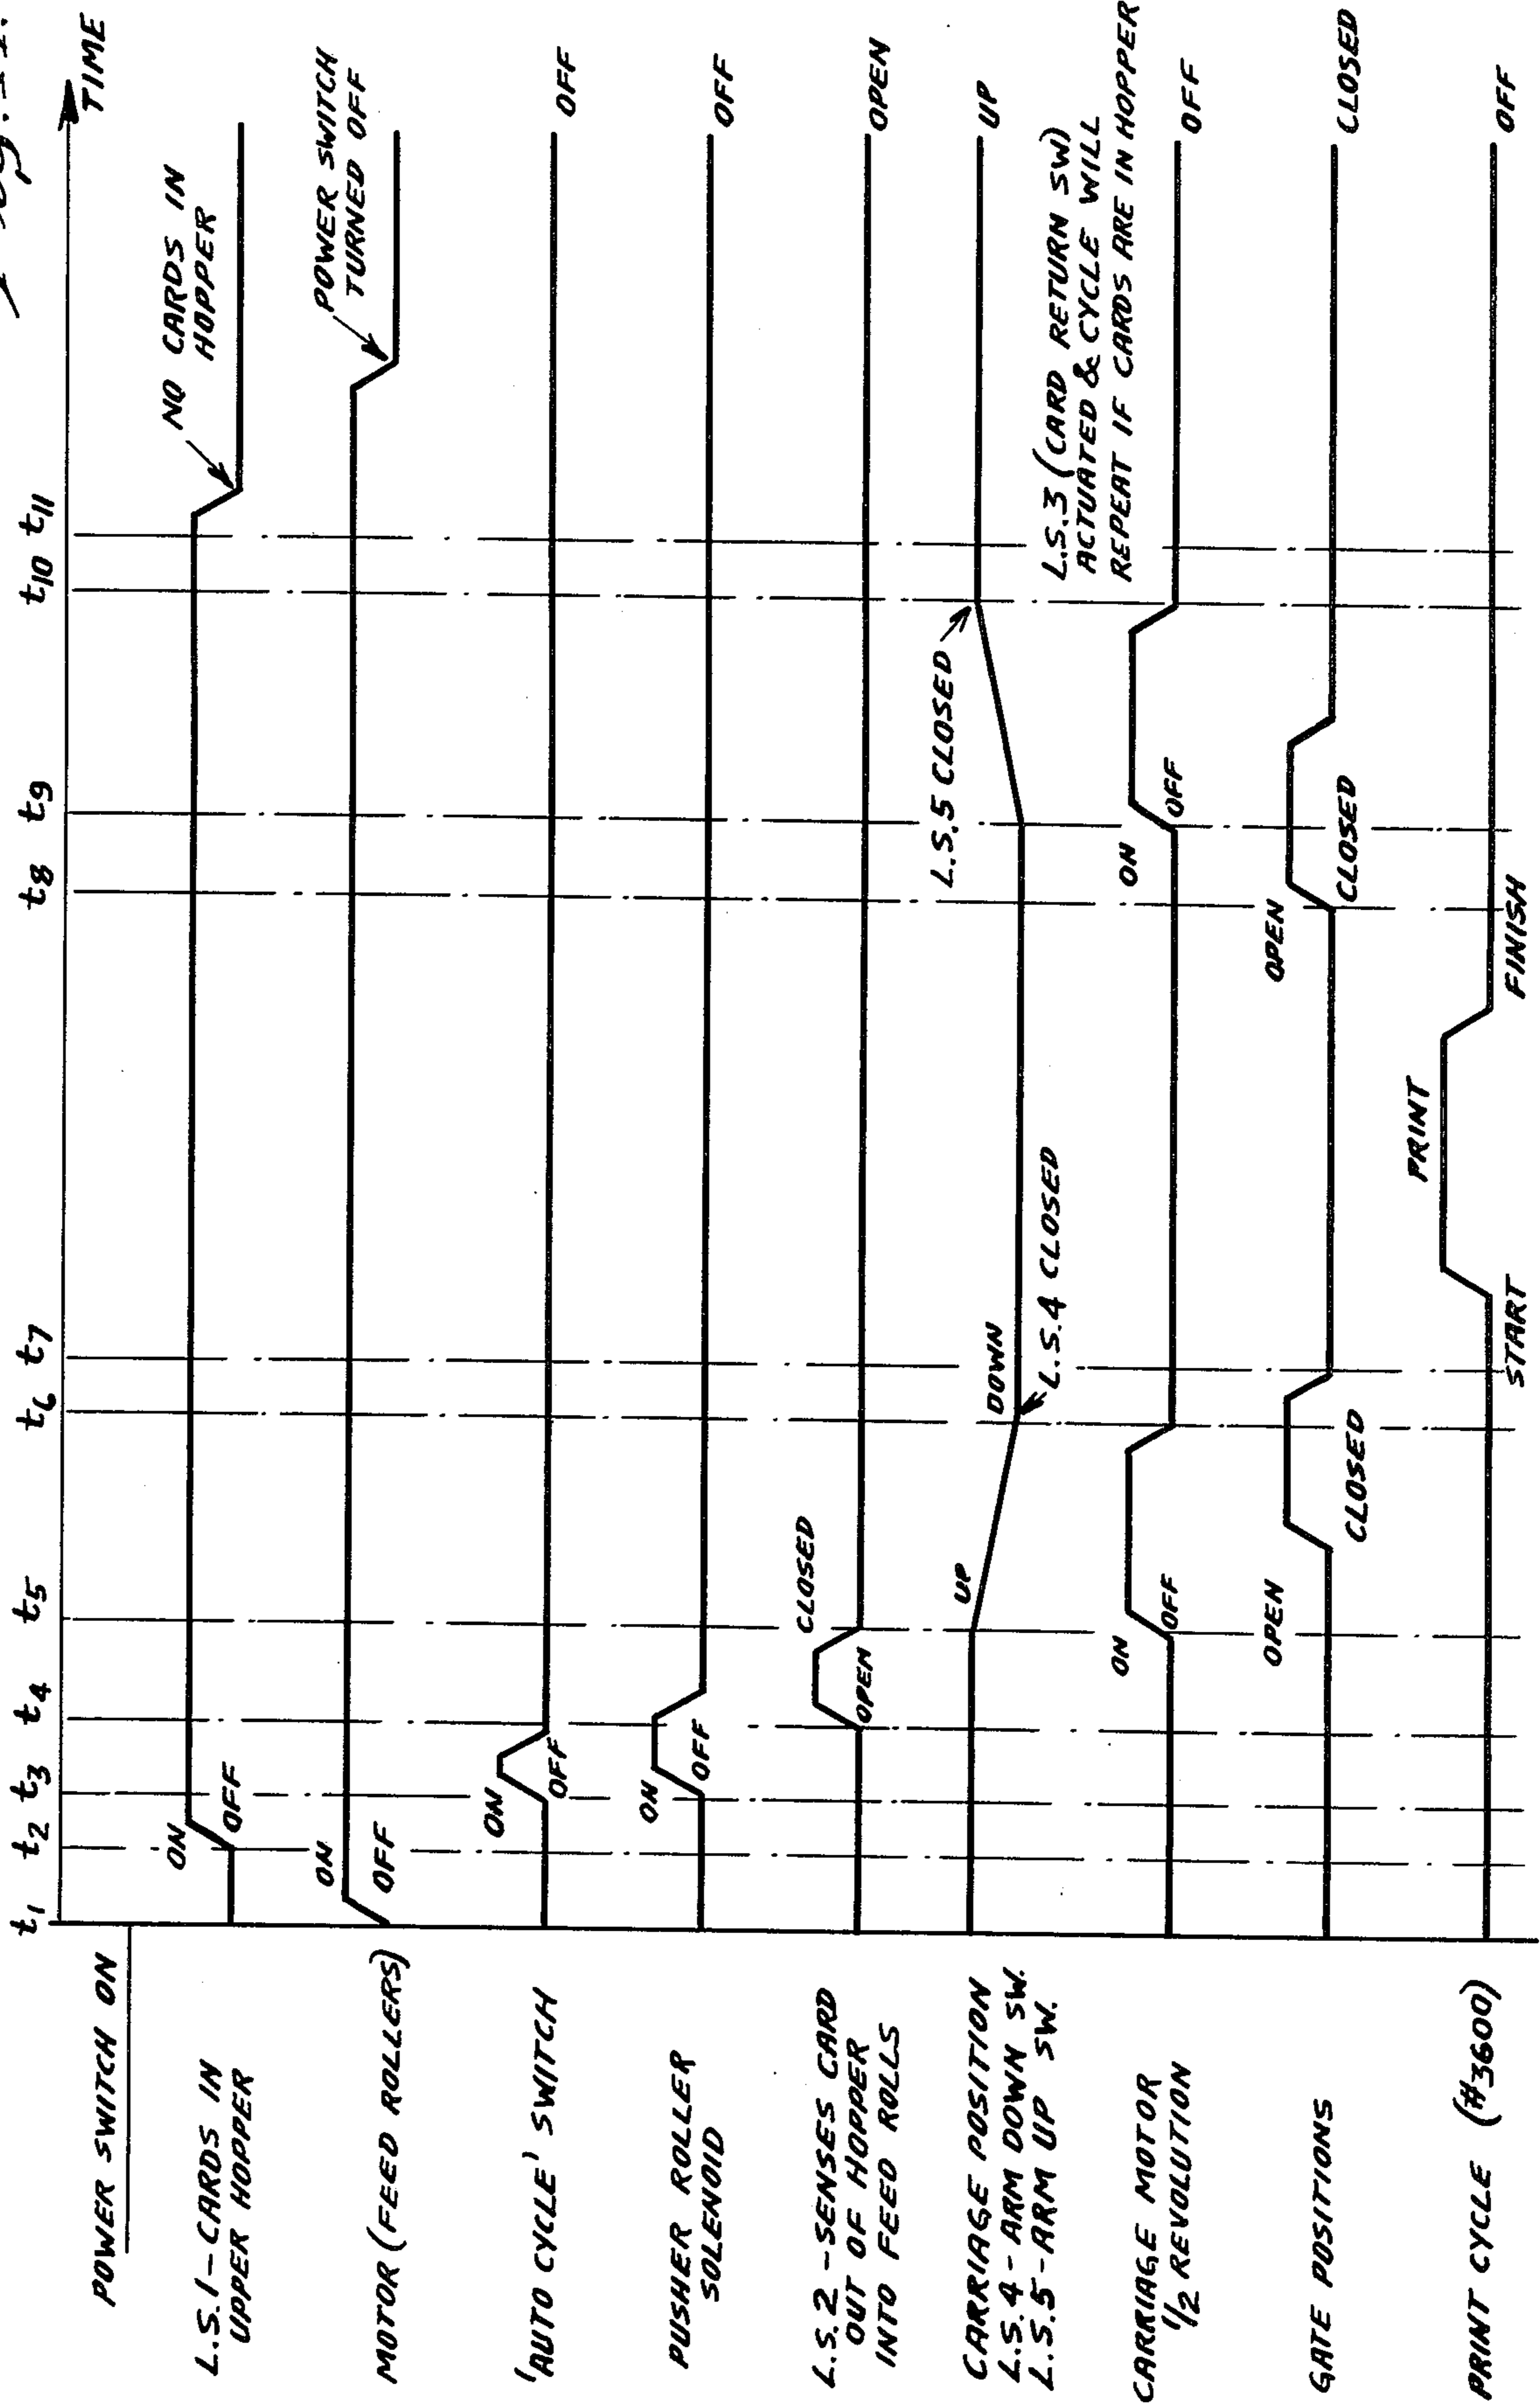 TIME
t1 t2 t3 t4 t5 t6 t7 t8 t9 t10 t11
POWER SWITCH ON
L.S.1-CARDS IN
UPPER HOPPER
ON
OFF
NO CARDS IN
HOPPER
MOTOR (FEED ROLLERS)
ON
OFF
POWER SWITCH
TURNED OFF
'AUTO CYCLE' SWITCH
ON
OFF
OFF
PUSHER ROLLER
SOLENOID
ON
OFF
OFF
L.S.2-SENSES CARD
OUT OF HOPPER
INTO FEED ROLLS
CLOSED
OPEN
OPEN
CARRIAGE POSITION
L.S.4-ARM DOWN SW.
L.S.5-ARM UP SW.
UP
DOWN
L.S.4 CLOSED
L.S.5 CLOSED
UP
L.S.3 (CARD RETURN SW)
ACTUATED & CYCLE WILL
REPEAT IF CARDS ARE IN HOPPER
CARRIAGE MOTOR
1/2 REVOLUTION
ON
OFF
ON
OFF
OFF
GATE POSITIONS
OPEN
CLOSED
OPEN
CLOSED
CLOSED
PRINT CYCLE (#3600)
START
PRINT
FINISH
OFF